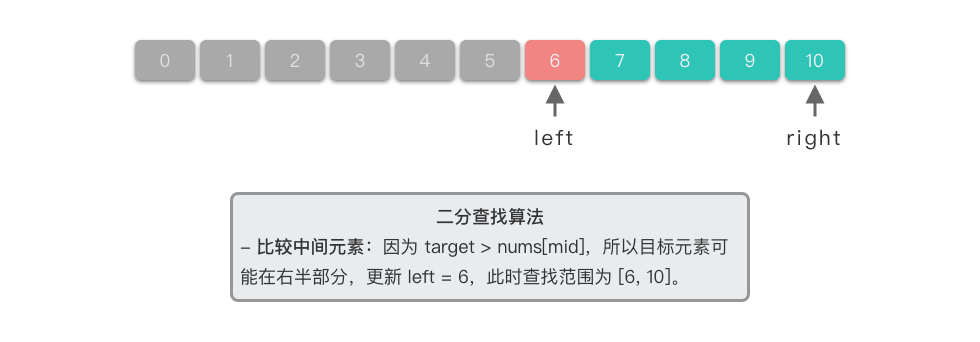 0 1 2 3 4 5 6 7 8 9 10
left right
二分查找算法
– 比较中间元素：因为 target > nums[mid]，所以目标元素可
能在右半部分，更新 left = 6，此时查找范围为 [6, 10]。